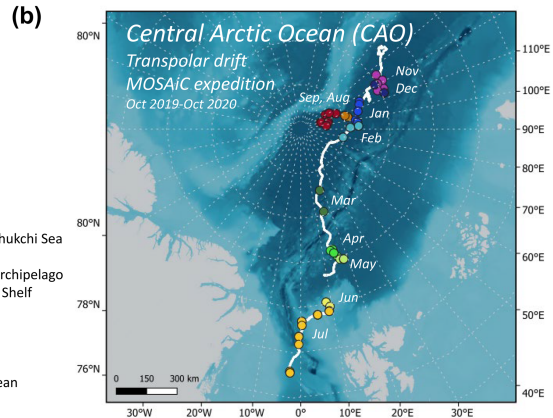 (b)
Central Arctic Ocean (CAO)
Transpolar drift
MOSAiC expedition
Oct 2019-Oct 2020
Nov
Dec
Sep, Aug
Jan
Feb
Mar
Apr
May
Jun
Jul
80°N
80°N
78°N
76°N
110°E
100°E
90°E
80°E
70°E
60°E
50°E
40°E
0 150 300 km
30°W 20°W 10°W 0° 10°E 20°E 30°E
hukchi Sea
rchipelago
Shelf
ean